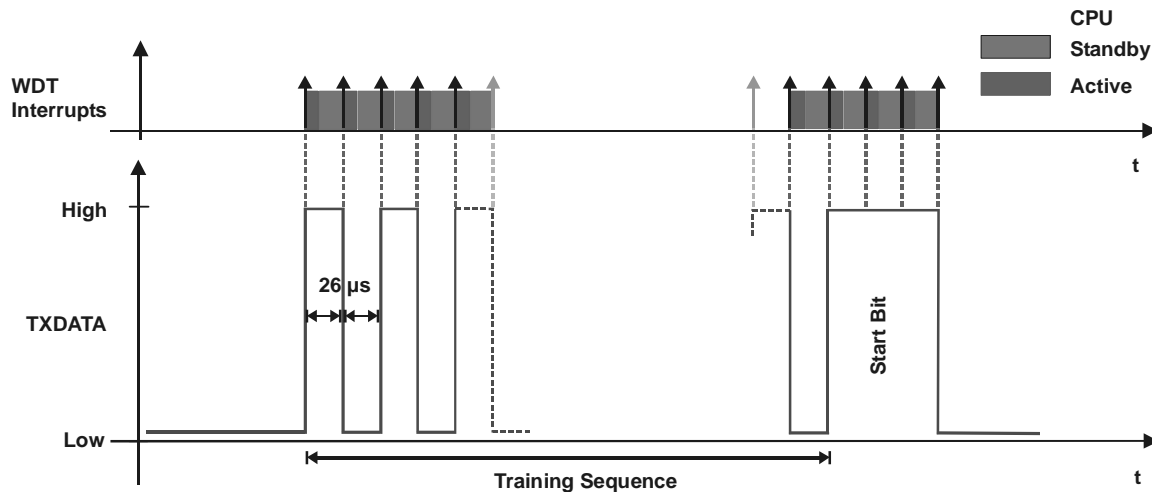 CPU
Standby
Active
WDT
Interrupts
t
High
26 µs
TXDATA
Start Bit
Low
Training Sequence
t